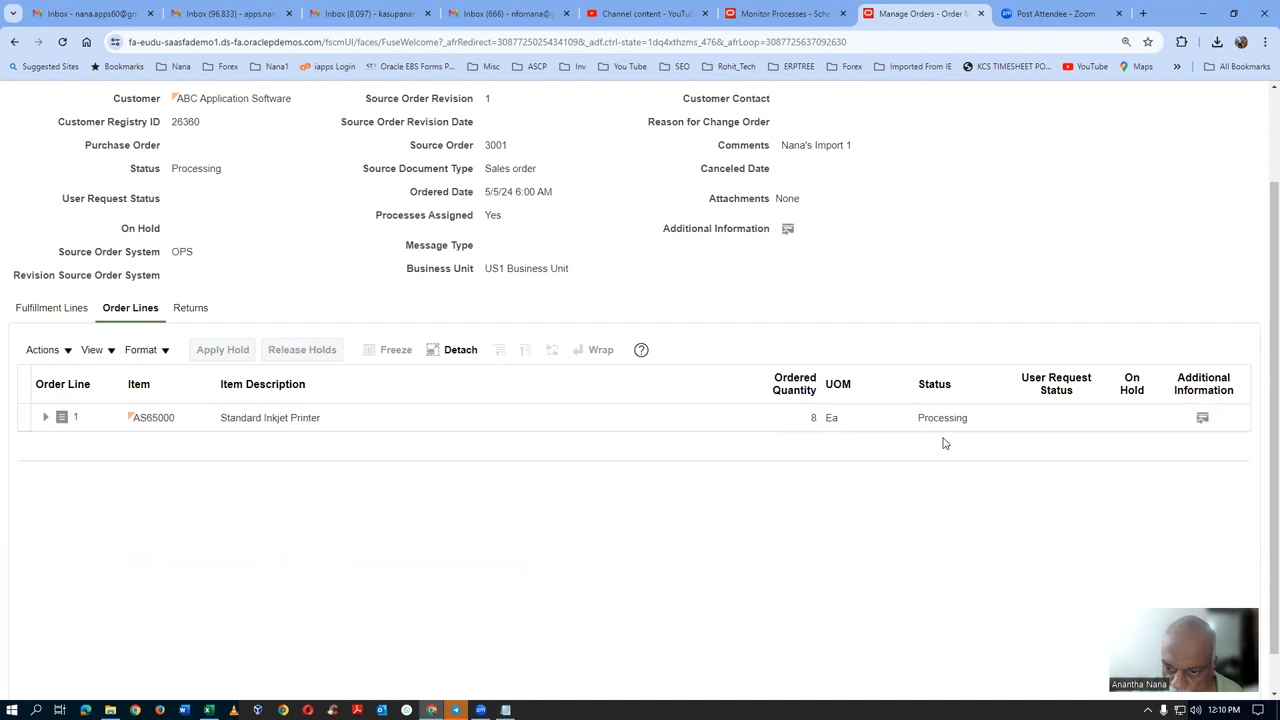 Inbox - nana.apps60@gm
Inbox (96,833) - apps.nan
Inbox (8,097) - kasupanar
Inbox (666) - nfornana@g
Channel content - YouTu
Monitor Processes - Sche
Manage Orders - Order M
Post Attendee - Zoom
fa-eudu-saasfademo1.ds-fa.oraclepdemos.com/fscmUI/faces/FuseWelcome?_afrRedirect=30877250254341098&_adf.ctrl-state=1dq4xthzms_476&_afrLoop=3087725637092630
Suggested Sites
Bookmarks
Nana
Forex
Nana1
iapps Login
Oracle EBS Forms P...
Misc
ASCP
Inv
You Tube
SEO
Rohit_Tech
ERPTREE
Forex
Imported From IE
KCS TIMESHEET PO...
YouTube
Maps
All Bookmarks
Customer ABC Application Software
Customer Registry ID 26360
Purchase Order
Status Processing
User Request Status
On Hold
Source Order System OPS
Revision Source Order System
Source Order Revision 1
Source Order Revision Date
Source Order 3001
Source Document Type Sales order
Ordered Date 5/5/24 6:00 AM
Processes Assigned Yes
Message Type
Business Unit US1 Business Unit
Customer Contact
Reason for Change Order
Comments Nana's Import 1
Canceled Date
Attachments None
Additional Information
Fulfillment Lines Order Lines Returns
Actions View Format Apply Hold Release Holds Freeze Detach Wrap
Order Line Item Item Description Ordered Quantity UOM Status User Request Status On Hold Additional Information
1 AS65000 Standard Inkjet Printer 8 Ea Processing
Anantha Nana
12:10 PM